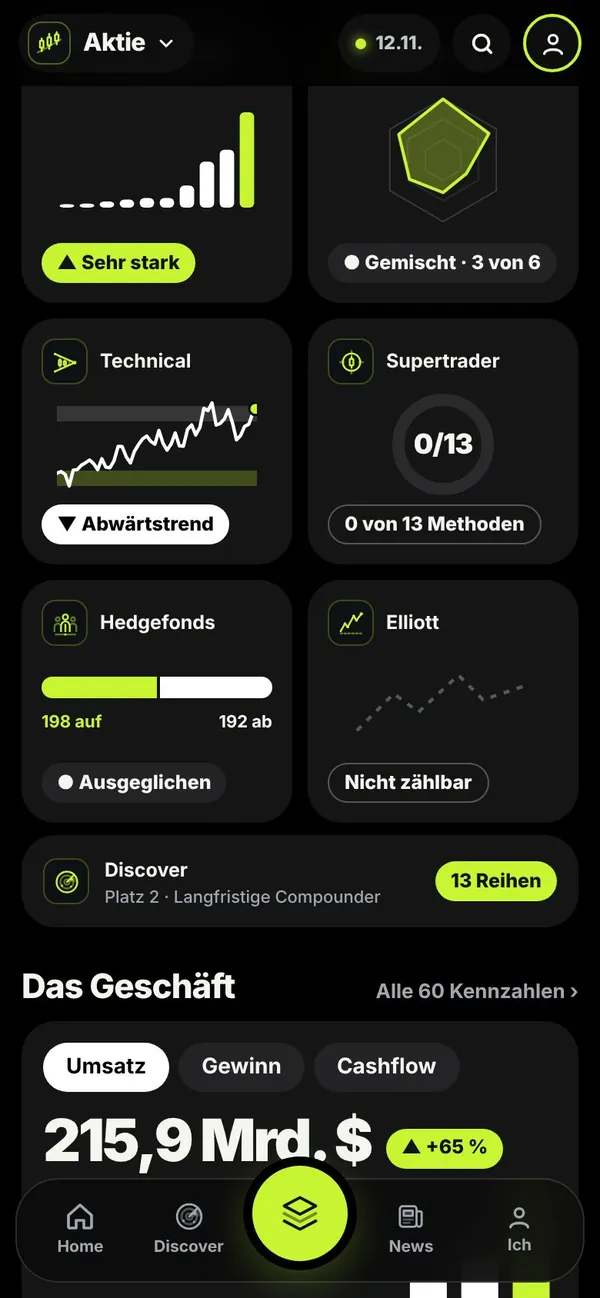 Aktie
12.11.
▲ Sehr stark
● Gemischt · 3 von 6
Technical
▼ Abwärtstrend
Supertrader
0/13
0 von 13 Methoden
Hedgefonds
198 auf
192 ab
● Ausgeglichen
Elliott
Nicht zählbar
Discover
Platz 2 · Langfristige Compounder
13 Reihen
Das Geschäft
Alle 60 Kennzahlen ›
Umsatz
Gewinn
Cashflow
215,9 Mrd. $
▲ +65 %
Home
Discover
News
Ich